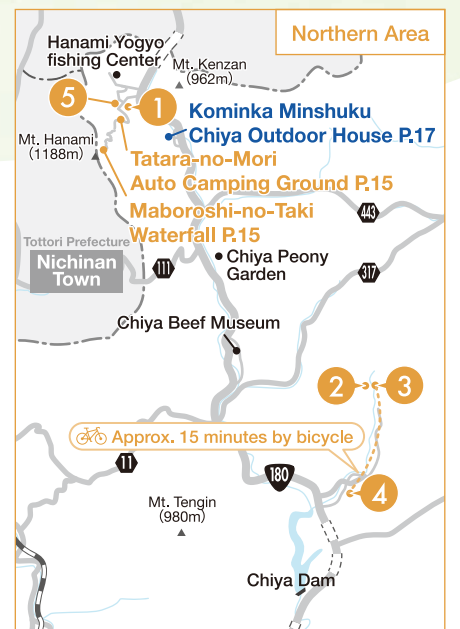 Northern Area
Hanami Yogyo
fishing Center
Mt. Kenzan
(962m)
5
1
Kominka Minshuku
Chiya Outdoor House P.17
Mt. Hanami
(1188m)
Tatara-no-Mori
Auto Camping Ground P.15
Maboroshi-no-Taki
Waterfall P.15
443
Tottori Prefecture
Nichinan
Town
111
Chiya Peony
Garden
317
Chiya Beef Museum
2
3
Approx. 15 minutes by bicycle
11
180
4
Mt. Tengin
(980m)
Chiya Dam